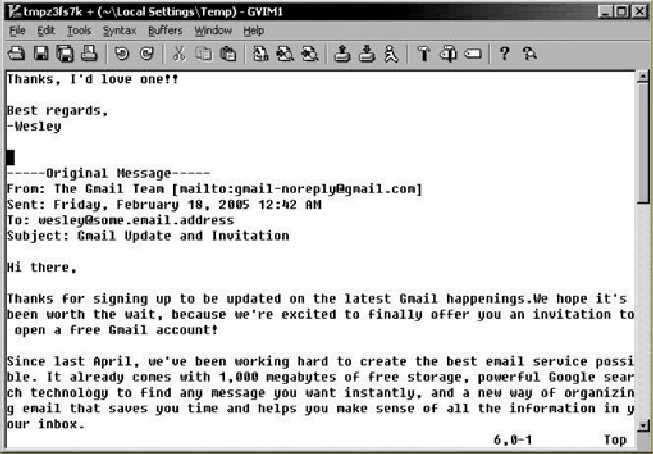 tmpz3fs7k + (~\Local Settings\Temp) - GVIM1
File Edit Tools Syntax Buffers Window Help
Thanks, I'd love one!!
Best regards,
-Wesley
-----Original Message-----
From: The Gmail Team [mailto:gmail-noreply@gmail.com]
Sent: Friday, February 18, 2005 12:42 AM
To: wesley@some.email.address
Subject: Gmail Update and Invitation
Hi there,
Thanks for signing up to be updated on the latest Gmail happenings.We hope it's
been worth the wait, because we're excited to finally offer you an invitation to
open a free Gmail account!
Since last April, we've been working hard to create the best email service possi
ble. It already comes with 1,000 megabytes of free storage, powerful Google sear
ch technology to find any message you want instantly, and a new way of organizin
g email that saves you time and helps you make sense of all the information in y
our inbox.
6,0-1 Top